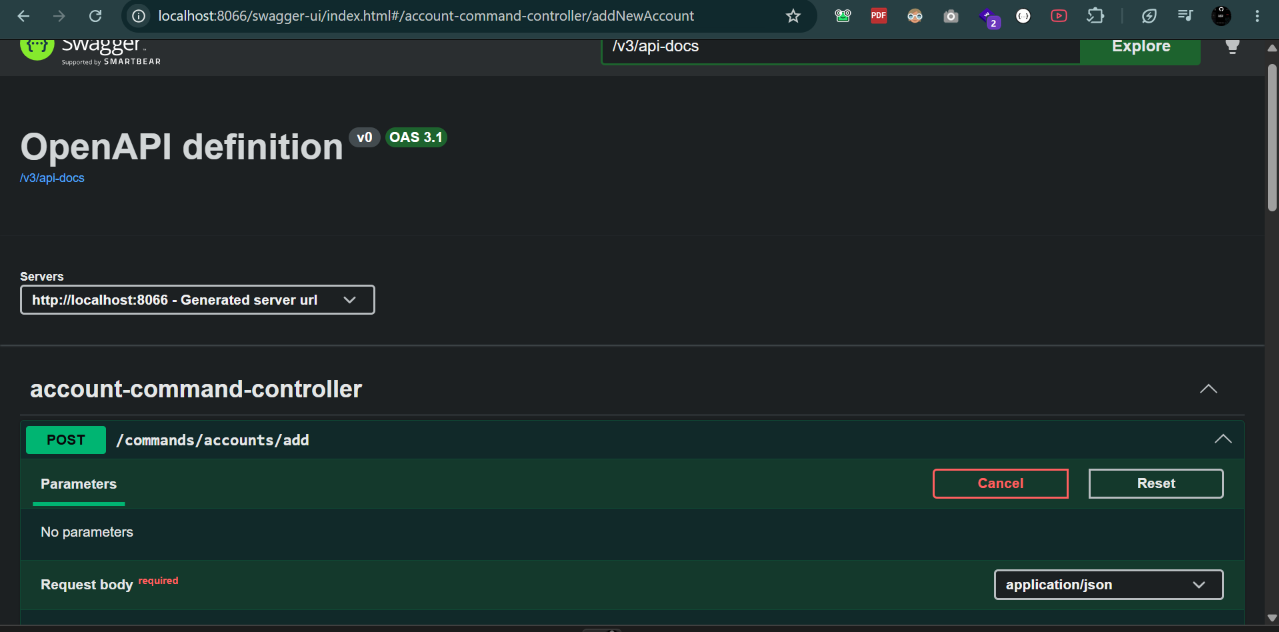 localhost:8066/swagger-ui/index.html#/account-command-controller/addNewAccount
PDF
2
Swagger
Supported by SMARTBEAR
/v3/api-docs
Explore
OpenAPI definition v0 OAS 3.1
/v3/api-docs
Servers
http://localhost:8066 - Generated server url
account-command-controller
POST /commands/accounts/add
Parameters
Cancel
Reset
No parameters
Request body required
application/json